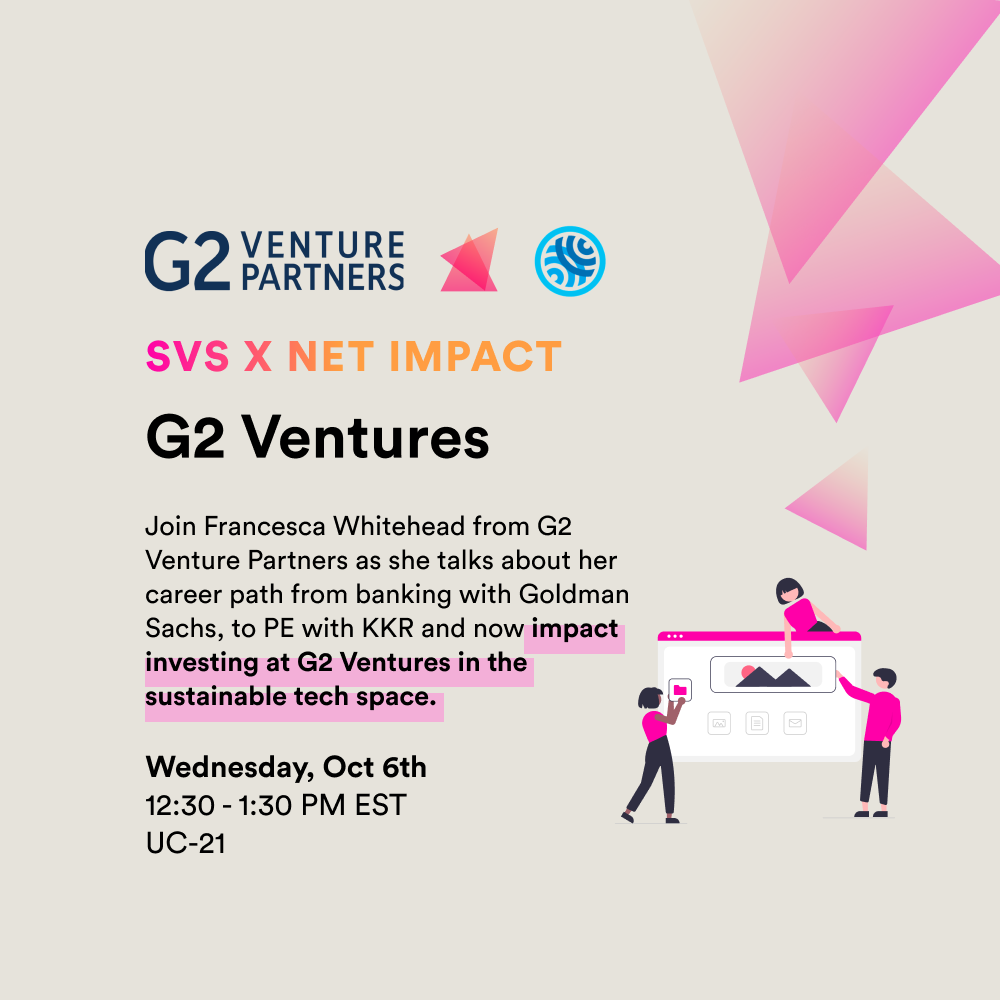 G2 VENTURE
PARTNERS
SVS X NET IMPACT
G2 Ventures
Join Francesca Whitehead from G2
Venture Partners as she talks about her
career path from banking with Goldman
Sachs, to PE with KKR and now impact
investing at G2 Ventures in the
sustainable tech space.
Wednesday, Oct 6th
12:30 - 1:30 PM EST
UC-21